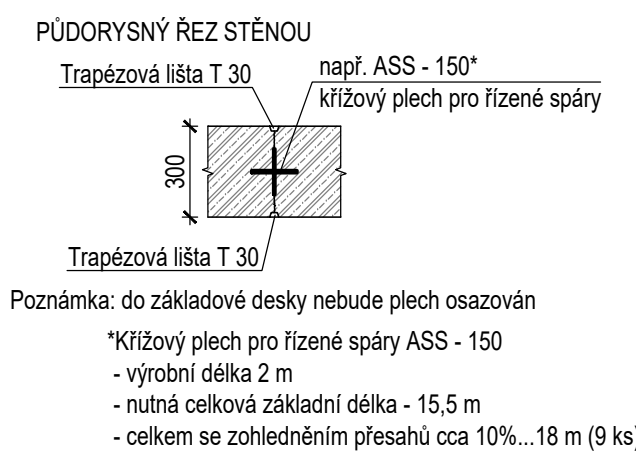 PŮDORYSNÝ ŘEZ STĚNOU
Trapézová lišta T 30
např. ASS - 150*
křížový plech pro řízené spáry
300
Trapézová lišta T 30
Poznámka: do základové desky nebude plech osazován
*Křížový plech pro řízené spáry ASS - 150
- výrobní délka 2 m
- nutná celková základní délka - 15,5 m
- celkem se zohledněním přesahů cca 10%...18 m (9 ks)